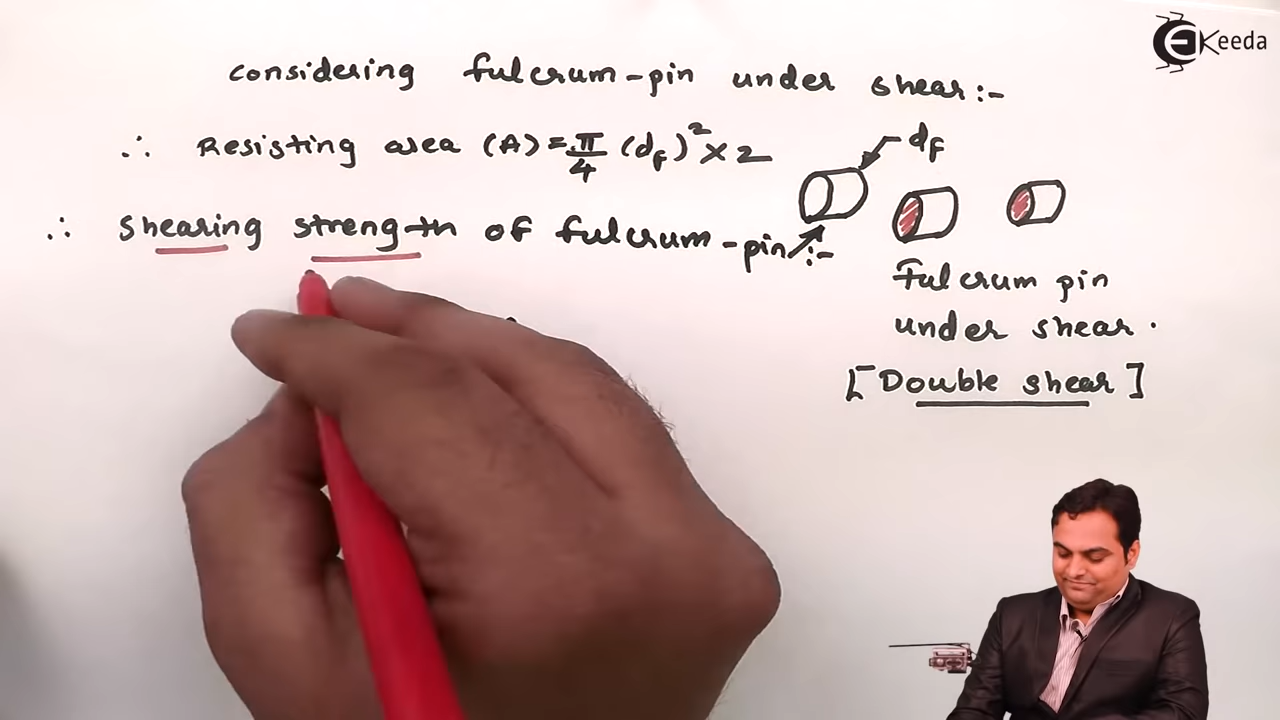 EKeeda
considering fulcrum-pin under shear:-
∴ Resisting area (A) = π/4 (df)² × 2
df
∴ shearing strength of fulcrum-pin :-
Fulcrum pin
under shear.
[Double shear]